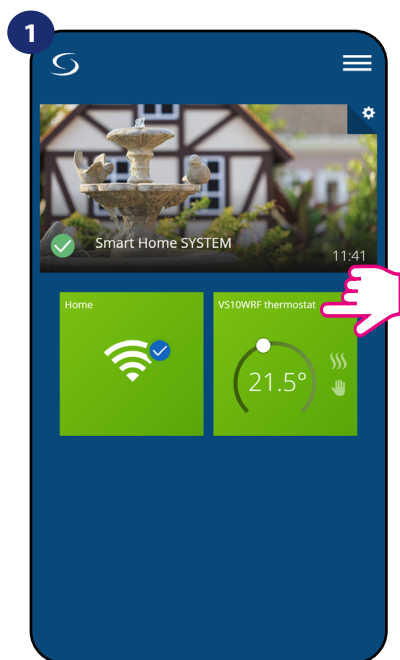 1
Smart Home SYSTEM
11:41
Home
VS10WRF thermostat
21.5°